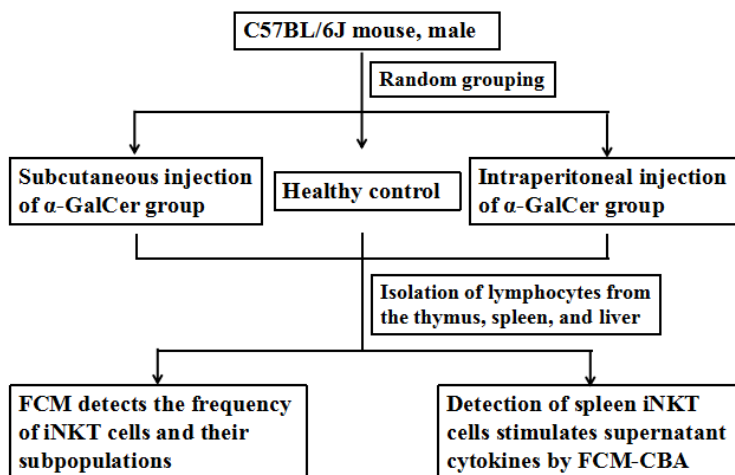 C57BL/6J mouse, male
Random grouping
Subcutaneous injection
of α-GalCer group
Healthy control
Intraperitoneal injection
of α-GalCer group
Isolation of lymphocytes from
the thymus, spleen, and liver
FCM detects the frequency
of iNKT cells and their
subpopulations
Detection of spleen iNKT
cells stimulates supernatant
cytokines by FCM-CBA